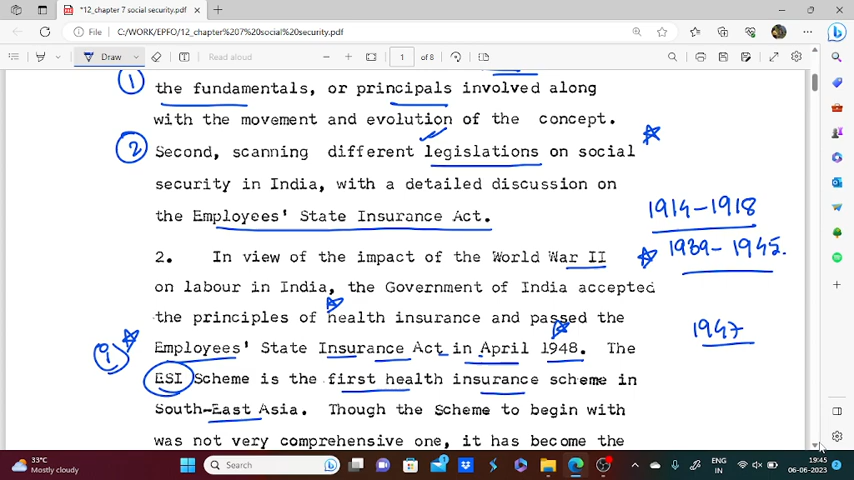 *12_chapter 7 social security.pdf
File C:/WORK/EPFO/12_chapter%207%20social%20security.pdf
Draw Read aloud 1 of 8
1 the fundamentals, or principals involved along
with the movement and evolution of the concept.
2 Second, scanning different legislations on social
security in India, with a detailed discussion on
the Employees' State Insurance Act.
1914-1918
1939-1945.
2. In view of the impact of the World War II
on labour in India, the Government of India accepted
the principles of health insurance and passed the
1947
Employees' State Insurance Act in April 1948. The
ESI Scheme is the first health insurance scheme in
South-East Asia. Though the Scheme to begin with
was not very comprehensive one, it has become the
33°C
Mostly cloudy
Search
ENG
IN
19:45
06-06-2023